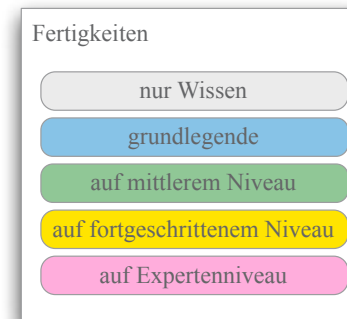 Fertigkeiten
nur Wissen
grundlegende
auf mittlerem Niveau
auf fortgeschrittenem Niveau
auf Expertenniveau